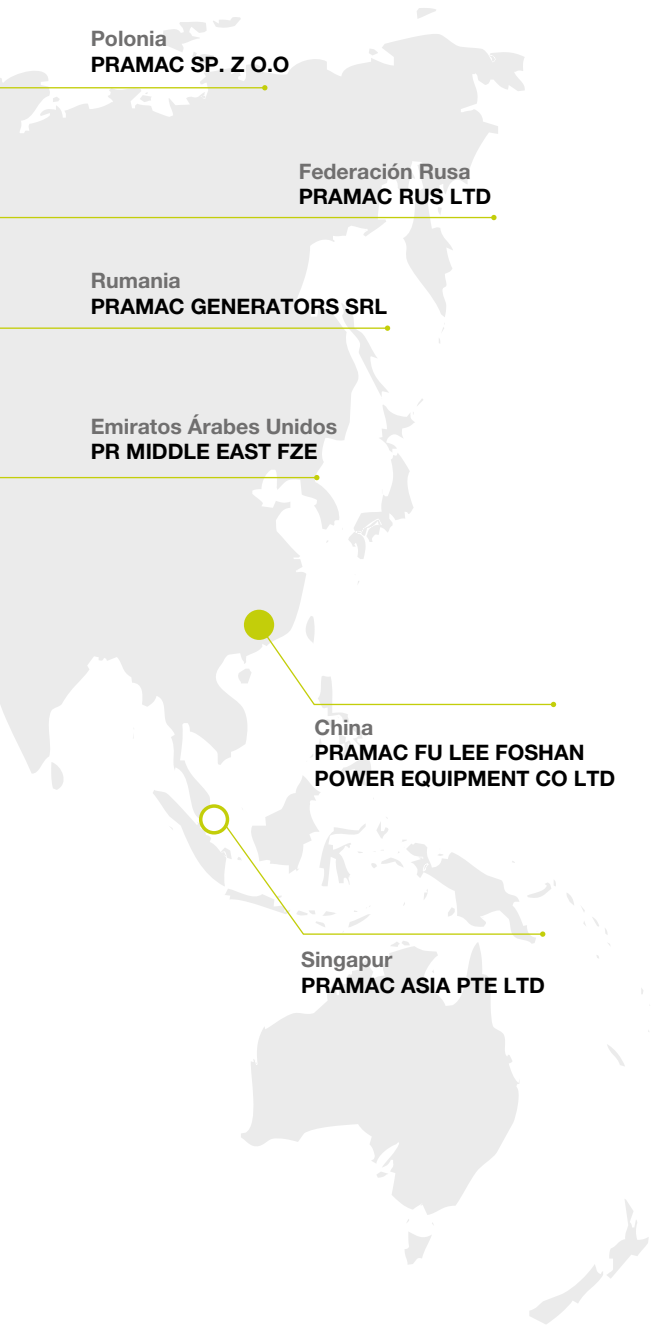 Polonia
PRAMAC SP. Z O.O
Federación Rusa
PRAMAC RUS LTD
Rumania
PRAMAC GENERATORS SRL
Emiratos Árabes Unidos
PR MIDDLE EAST FZE
China
PRAMAC FU LEE FOSHAN
POWER EQUIPMENT CO LTD
Singapur
PRAMAC ASIA PTE LTD